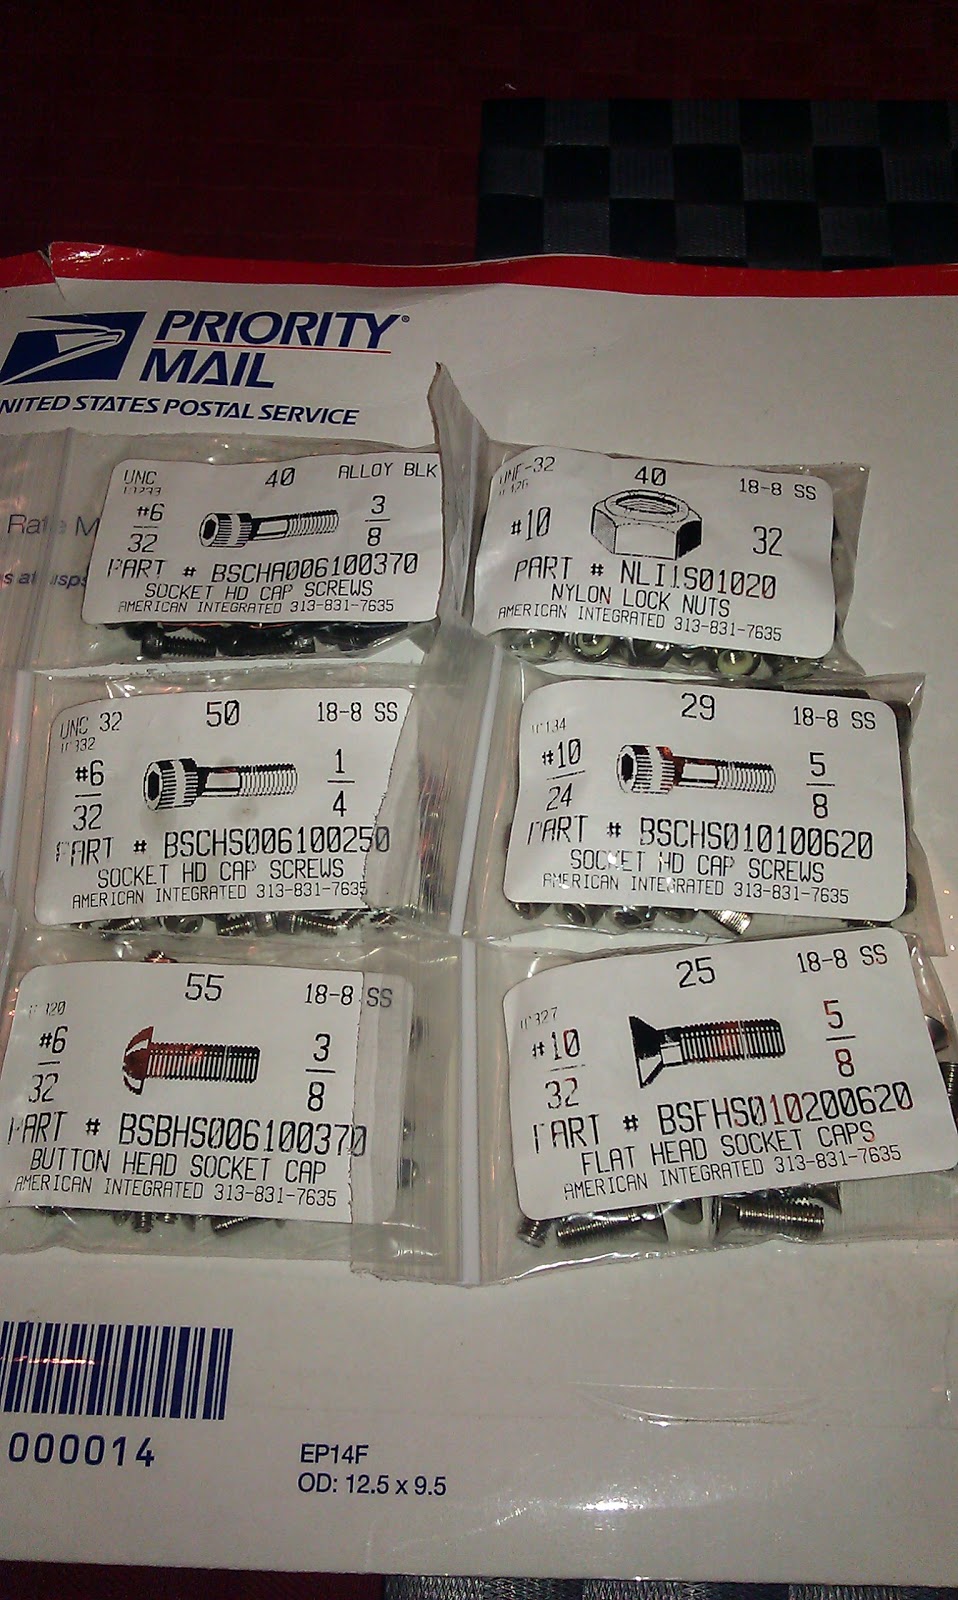 PRIORITY®
MAIL
NITED STATES POSTAL SERVICE
Rate M
s at usps
UNC 40 ALLOY BLK
#6
32
3
8
PART # BSCHA006100370
SOCKET HD CAP SCREWS
AMERICAN INTEGRATED 313-831-7635
-32 40 18-8 SS
#10 32
PART #
NYLON LOCK NUTS
AMERICAN INTEGRATED 313-831-7635
UNC 32 50 18-8 SS
#6
32
1
4
PART # BSCHS006100250
SOCKET HD CAP SCREWS
AMERICAN INTEGRATED 313-831-7635
29 18-8 SS
#10
24
5
8
PART # BSCHS010100620
SOCKET HD CAP SCREWS
AMERICAN INTEGRATED 313-831-7635
55 18-8 SS
#6
32
3
8
PART # BSBHS006100370
BUTTON HEAD SOCKET CAP
AMERICAN INTEGRATED 313-831-7635
25 18-8 SS
#10
32
5
8
PART # BSFHS010200620
FLAT HEAD SOCKET CAPS
AMERICAN INTEGRATED 313-831-7635
000014
EP14F
OD: 12.5 x 9.5